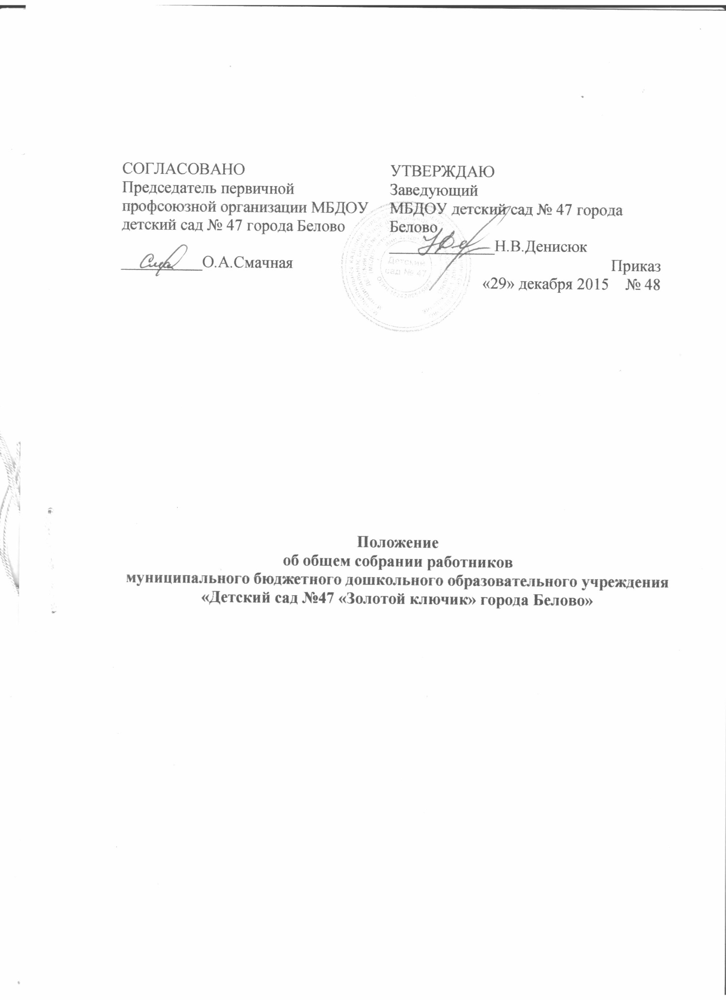 СОГЛАСОВАНО
Председатель первичной
профсоюзной организации МБДОУ
детский сад № 47 города Белово
__________О.А.Смачная
УТВЕРЖДАЮ
Заведующий
МБДОУ детский сад № 47 города
Белово
_____________Н.В.Денисюк
Приказ
«29» декабря 2015 № 48
Детский
сад № 47
Положение
об общем собрании работников
муниципального бюджетного дошкольного образовательного учреждения
«Детский сад №47 «Золотой ключик» города Белово»